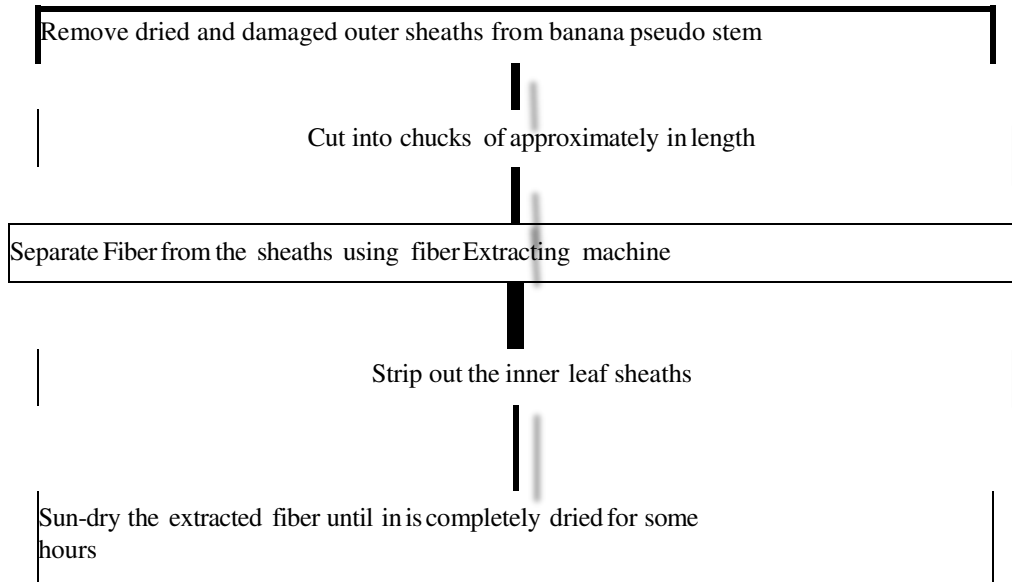 Remove dried and damaged outer sheaths from banana pseudo stem
Cut into chucks of approximately in length
Separate Fiber from the sheaths using fiber Extracting machine
Strip out the inner leaf sheaths
Sun-dry the extracted fiber until in is completely dried for some
hours